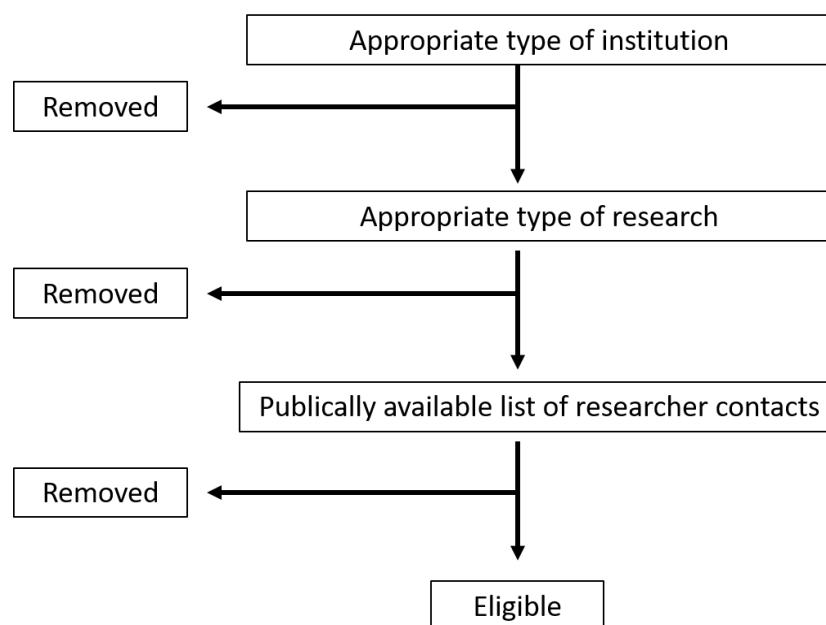 Appropriate type of institution
Removed
Appropriate type of research
Removed
Publically available list of researcher contacts
Removed
Eligible